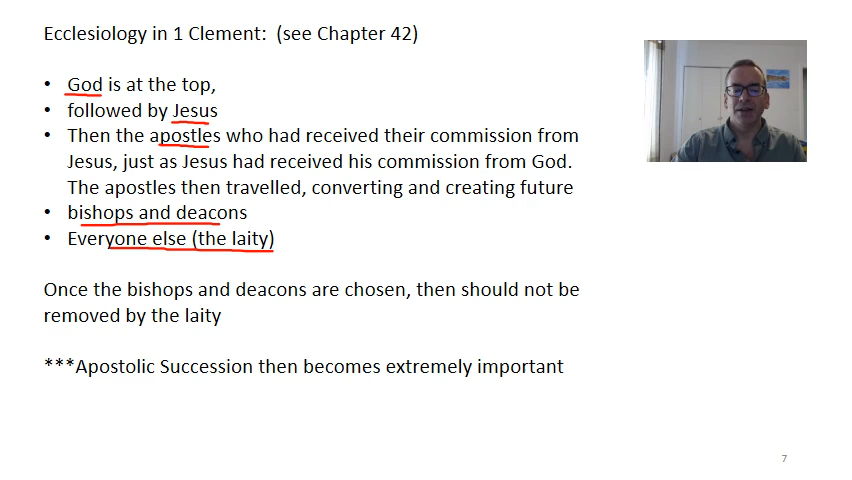 Ecclesiology in 1 Clement:  (see Chapter 42)
• God is at the top,
• followed by Jesus
• Then the apostles who had received their commission from
Jesus, just as Jesus had received his commission from God.
The apostles then travelled, converting and creating future
• bishops and deacons
• Everyone else (the laity)
Once the bishops and deacons are chosen, then should not be
removed by the laity
***Apostolic Succession then becomes extremely important
7